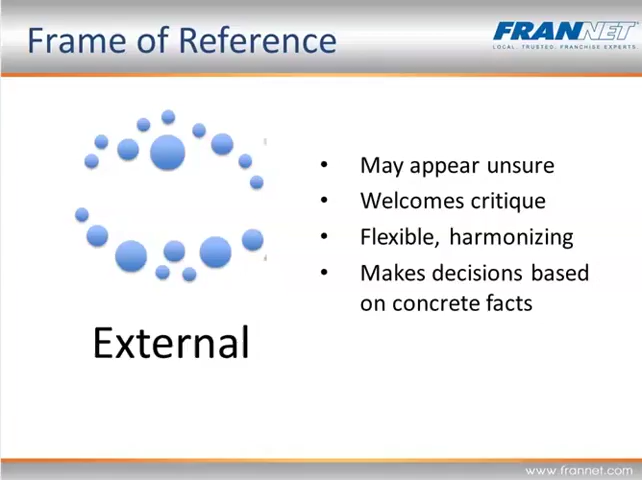 Frame of Reference
FRANNET
LOCAL. TRUSTED. FRANCHISE EXPERTS.
• May appear unsure
• Welcomes critique
• Flexible, harmonizing
• Makes decisions based
on concrete facts
External
www.frannet.com